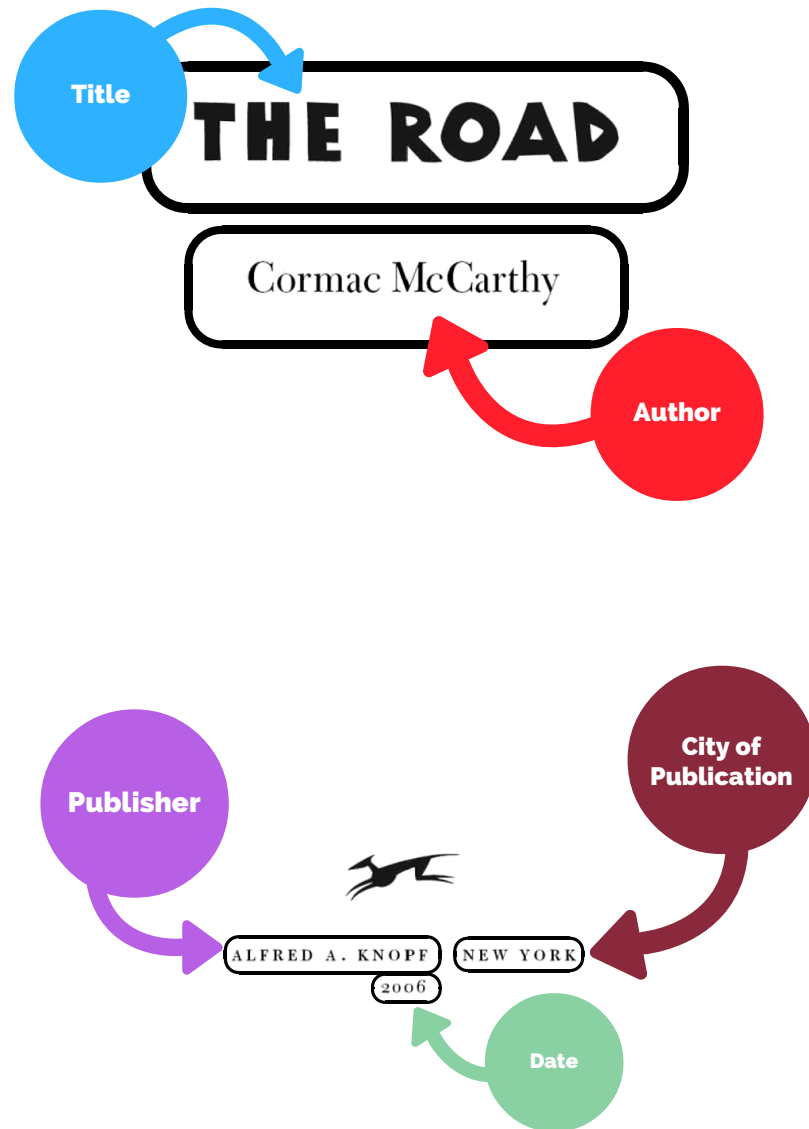 Title
THE ROAD
Cormac McCarthy
Author
City of
Publication
Publisher
ALFRED A. KNOPF NEW YORK
2006
Date